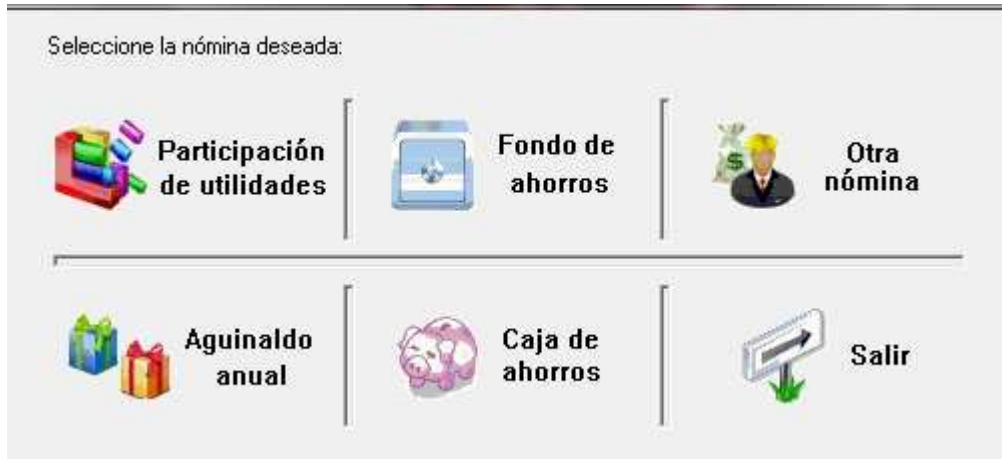 Seleccione la nómina deseada:
Participación
de utilidades
Fondo de
ahorros
Otra
nómina
Aguinaldo
anual
Caja de
ahorros
Salir